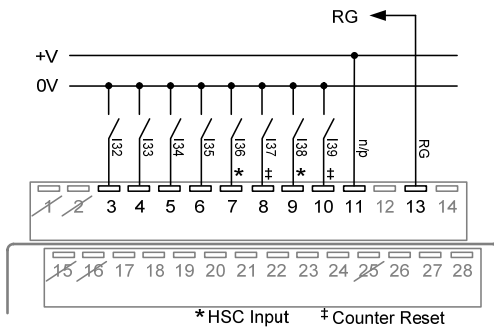 RG
+V
0V
I32 I33 I34 I35 I36 I37 I38 I39 n/p RG
* ‡ * ‡
1 2 3 4 5 6 7 8 9 10 11 12 13 14
15 16 17 18 19 20 21 22 23 24 25 26 27 28
* HSC Input ‡ Counter Reset